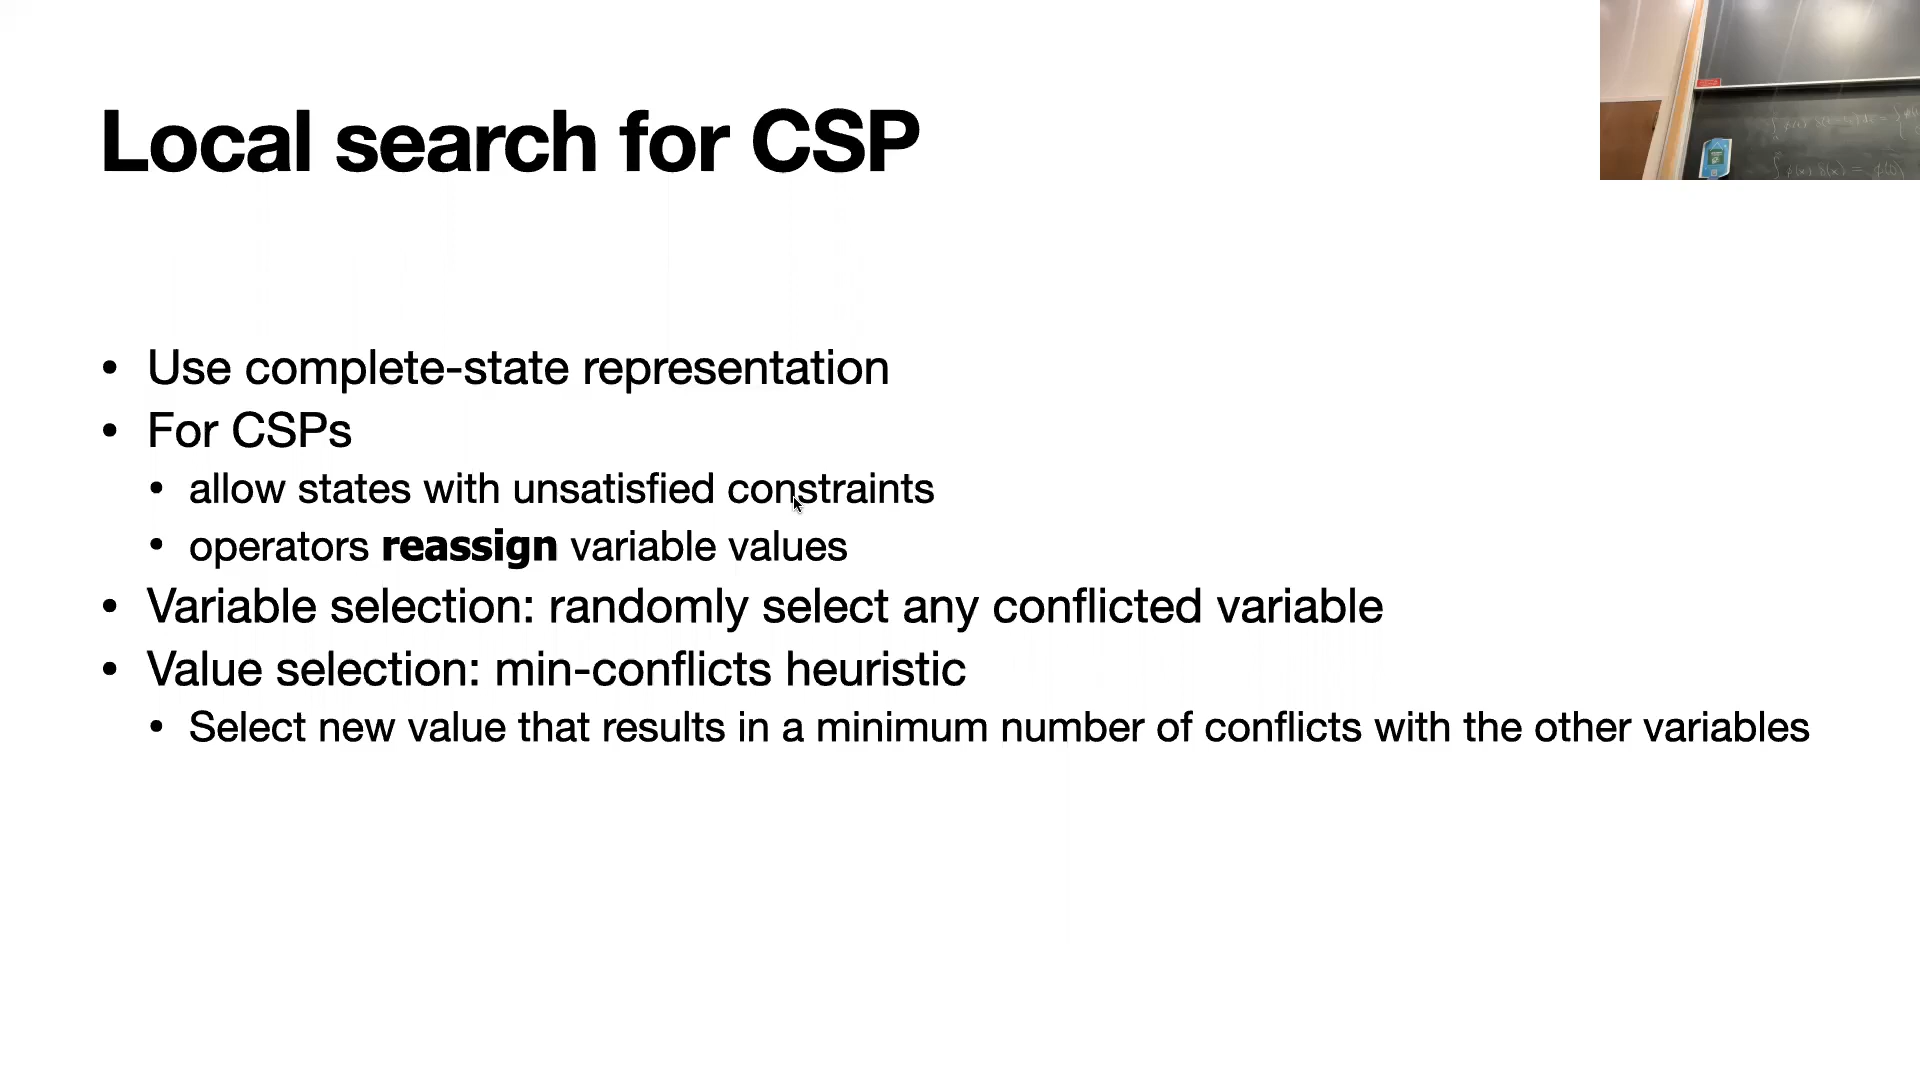 Local search for CSP
• Use complete-state representation
• For CSPs
• allow states with unsatisfied constraints
• operators reassign variable values
• Variable selection: randomly select any conflicted variable
• Value selection: min-conflicts heuristic
• Select new value that results in a minimum number of conflicts with the other variables